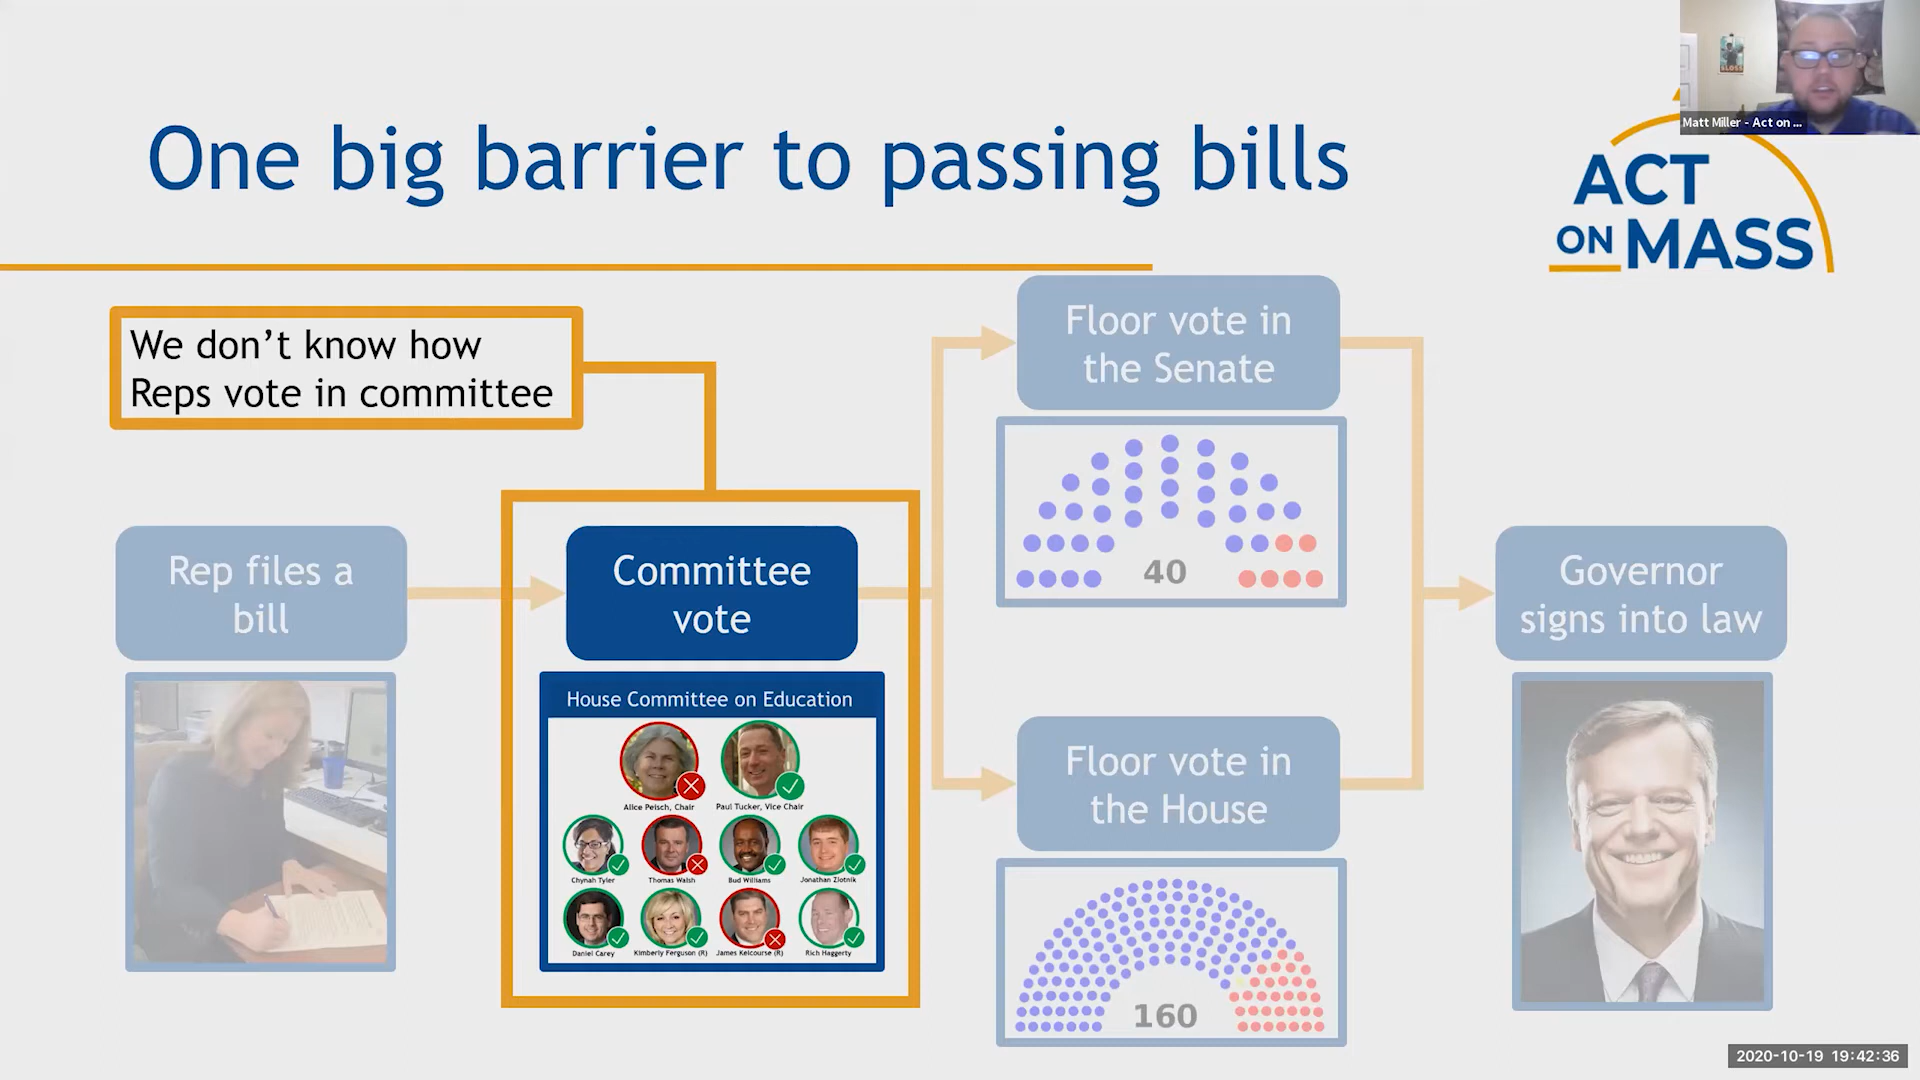 Matt Miller - Act on ...
One big barrier to passing bills
ACT
ON MASS
We don't know how
Reps vote in committee
Rep files a
bill
Committee
vote
House Committee on Education
Alice Peisch, Chair
Paul Tucker, Vice Chair
Chynah Tyler
Thomas Walsh
Bud Williams
Jonathan Zlotnik
Daniel Carey
Kimberly Ferguson (R)
James Kelcourse (R)
Rich Haggerty
Floor vote in
the Senate
40
Floor vote in
the House
160
Governor
signs into law
2020-10-19 19:42:36